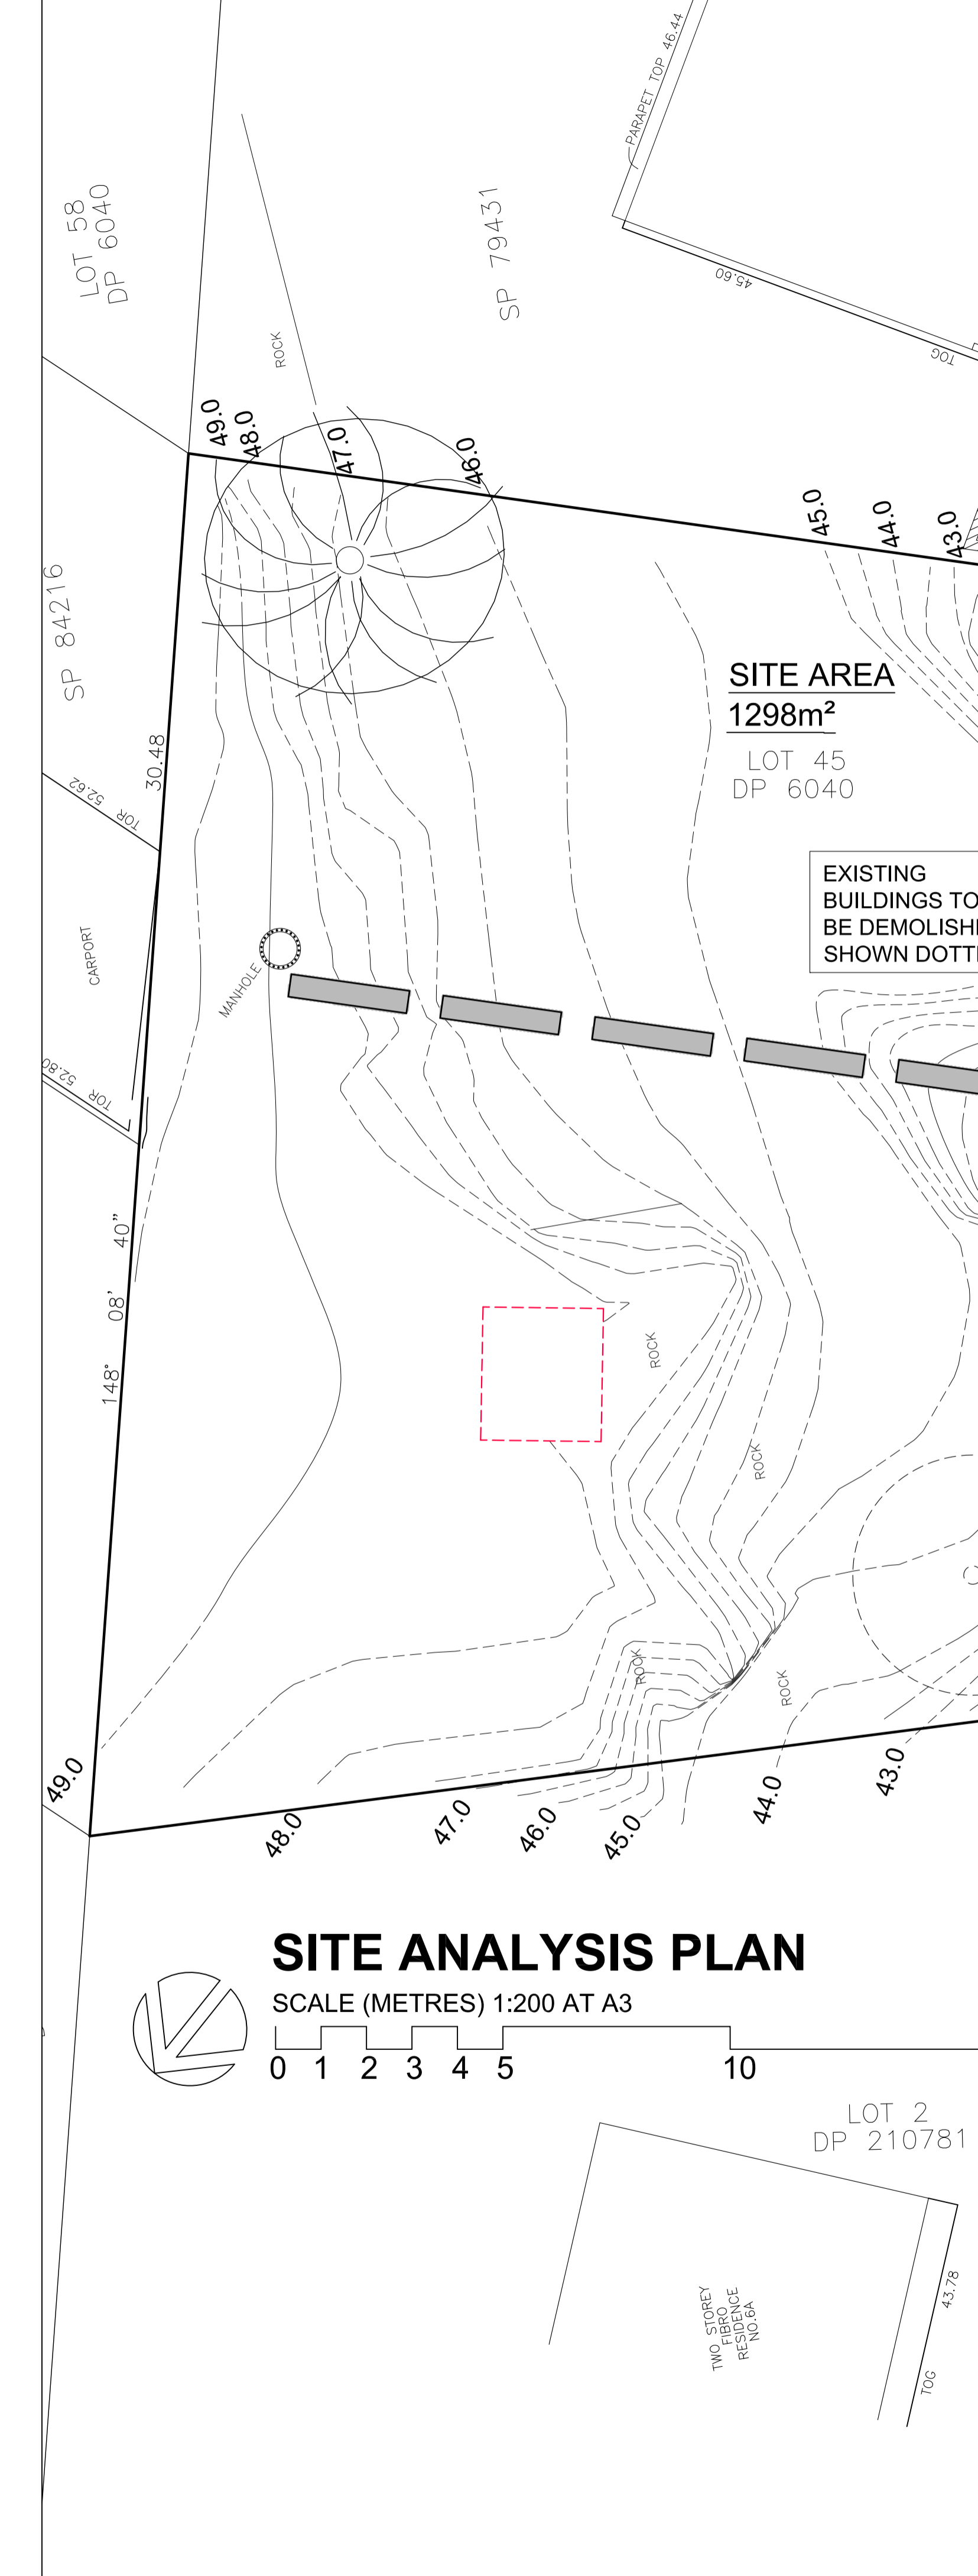 PARAPET TOP 46.44
LOT 58
DP 6040
SP 79431
45.60
TOG
ROCK
49.0
48.0
47.0
46.0
45.0
44.0
43.0
SP 84216
SITE AREA
1298m²
LOT 45
DP 6040
30.48
52.62
TOR
EXISTING
BUILDINGS TO
BE DEMOLISH
SHOWN DOTT
CARPORT
MANHOLE
52.80
TOR
148° 08' 40"
ROCK
ROCK
ROCK
ROCK
49.0
48.0
47.0
46.0
45.0
44.0
43.0
SITE ANALYSIS PLAN
SCALE (METRES) 1:200 AT A3
0 1 2 3 4 5 10
LOT 2
DP 210781
TWO STOREY
FIBRO
RESIDENCE
NO.6A
43.78
TOG